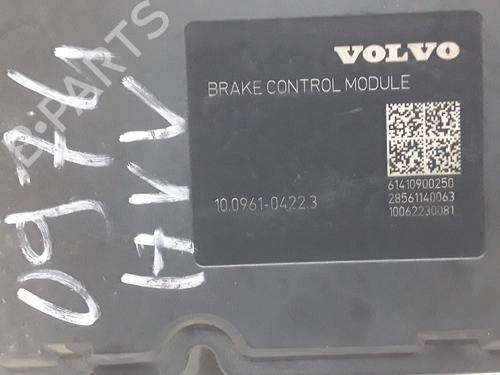 VOLVO
BRAKE CONTROL MODULE
61410900250
28561140063
10062230081
10.0961-0422.3
B-PARTS